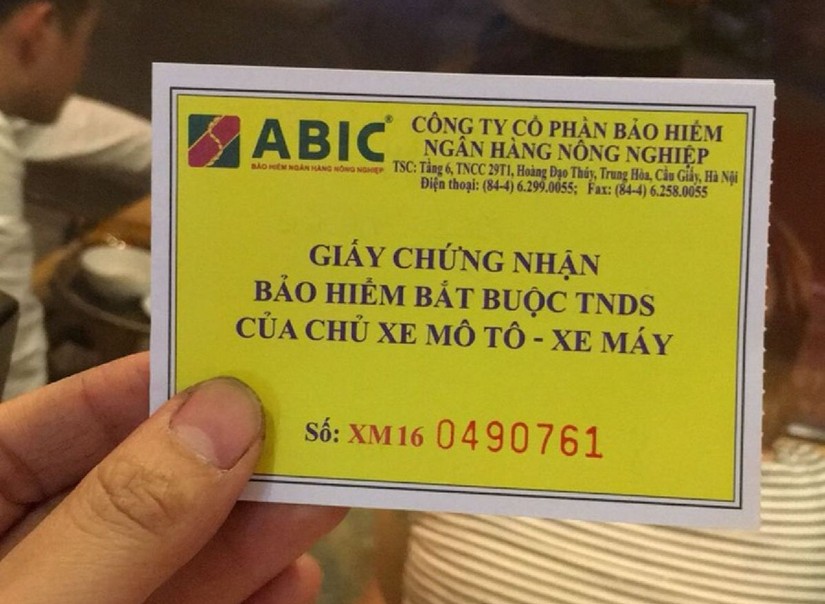 ABIC®
BẢO HIỂM NGÂN HÀNG NÔNG NGHIỆP
CÔNG TY CỔ PHẦN BẢO HIỂM
NGÂN HÀNG NÔNG NGHIỆP
TSC: Tầng 6, TNCC 29T1, Hoàng Đạo Thúy, Trung Hòa, Cầu Giấy, Hà Nội
Điện thoại: (84-4) 6.299.0055; Fax: (84-4) 6.258.0055
GIẤY CHỨNG NHẬN
BẢO HIỂM BẮT BUỘC TNDS
CỦA CHỦ XE MÔ TÔ - XE MÁY
Số: XM16 0490761